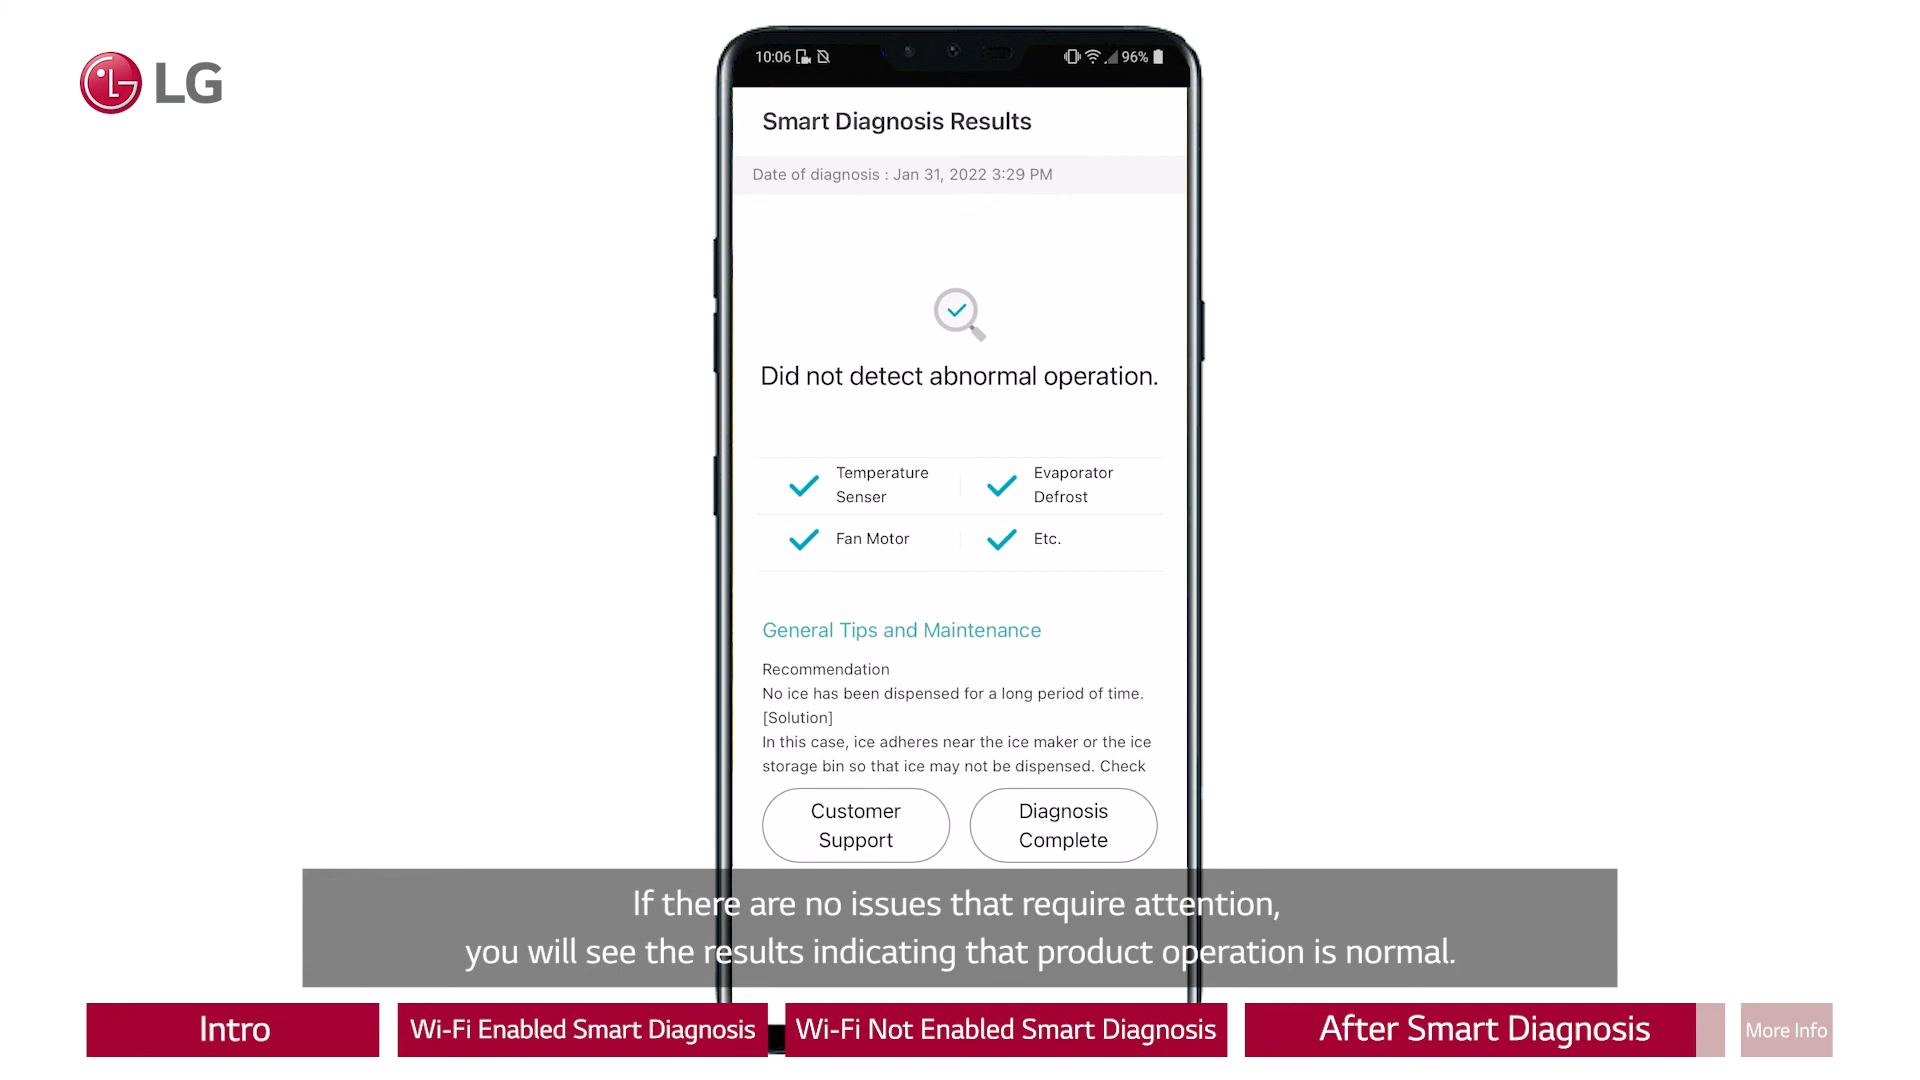 LG
10:06
96%
Smart Diagnosis Results
Date of diagnosis : Jan 31, 2022 3:29 PM
Did not detect abnormal operation.
Temperature
Senser
Evaporator
Defrost
Fan Motor
Etc.
General Tips and Maintenance
Recommendation
No ice has been dispensed for a long period of time.
[Solution]
In this case, ice adheres near the ice maker or the ice
storage bin so that ice may not be dispensed. Check
Customer
Support
Diagnosis
Complete
If there are no issues that require attention,
you will see the results indicating that product operation is normal.
Intro
Wi-Fi Enabled Smart Diagnosis
Wi-Fi Not Enabled Smart Diagnosis
After Smart Diagnosis
More Info